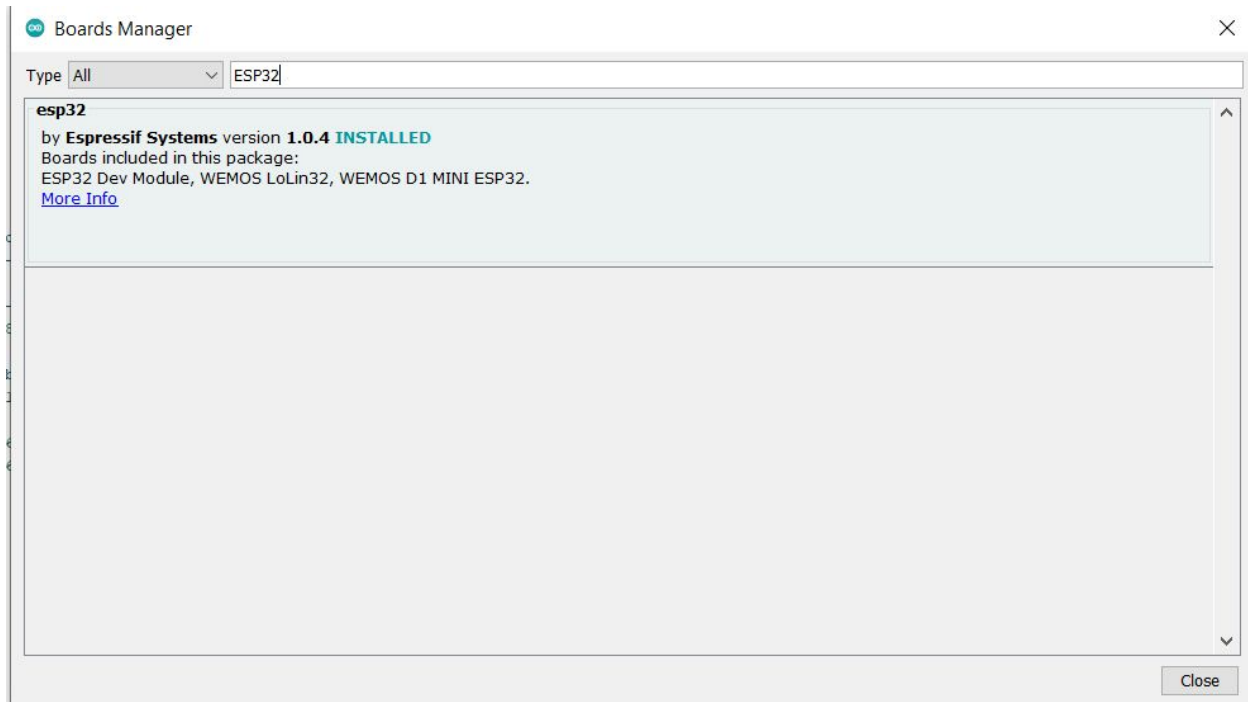 Boards Manager
Type All ESP32
esp32
by Espressif Systems version 1.0.4 INSTALLED
Boards included in this package:
ESP32 Dev Module, WEMOS LoLin32, WEMOS D1 MINI ESP32.
More Info
Close